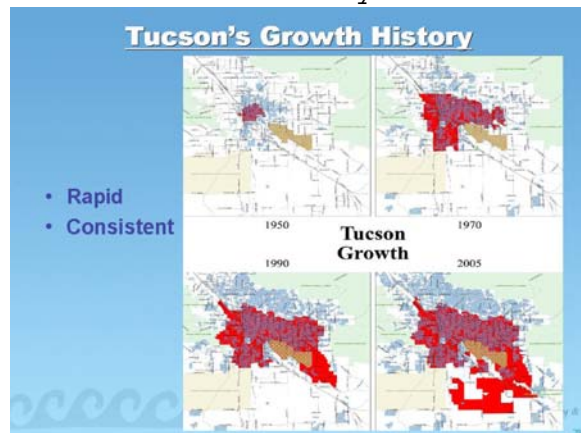 Tucson's Growth History
• Rapid
• Consistent
1950
1970
Tucson
Growth
1990
2005